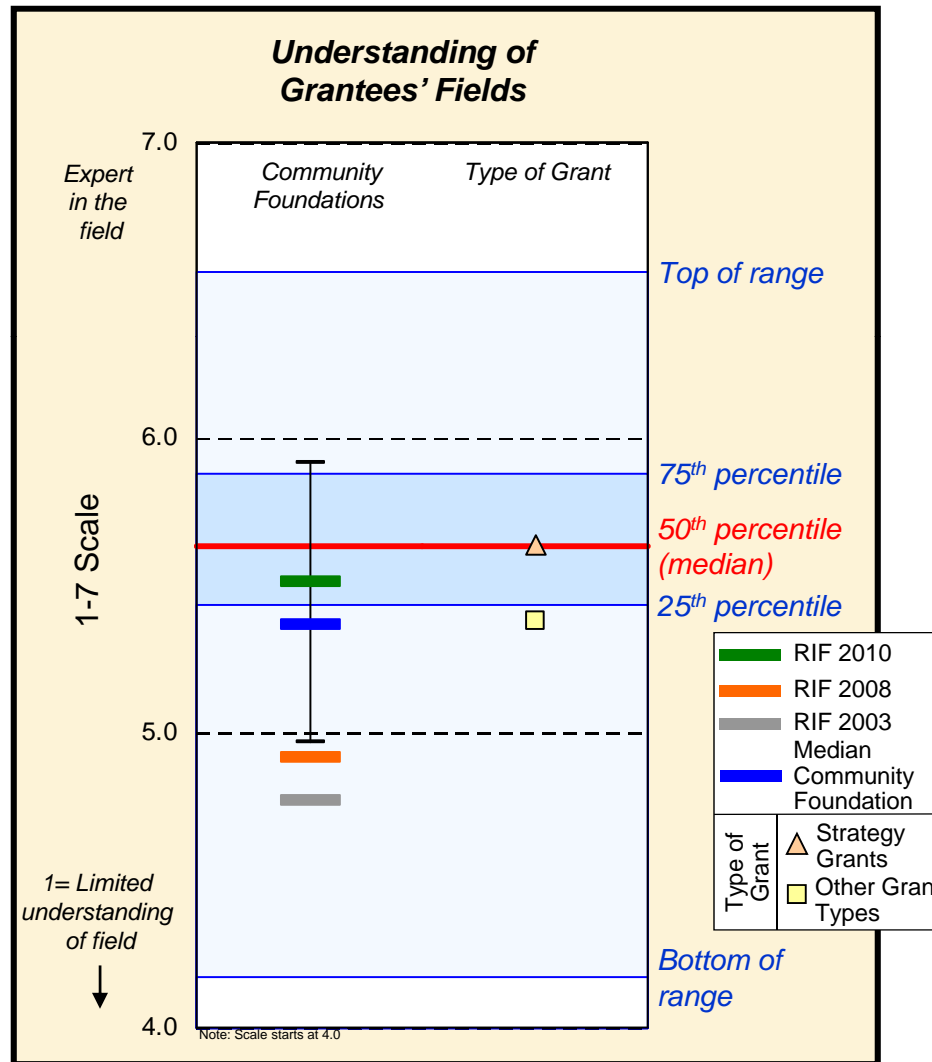 Understanding of
Grantees’ Fields
7.0
Expert
in the
field
Community
Foundations
Type of Grant
Top of range
6.0
75th percentile
50th percentile
(median)
25th percentile
1-7 Scale
5.0
RIF 2010
RIF 2008
RIF 2003
Median
Community
Foundation
Type of
Grant
Strategy
Grants
Other Gran
Types
1= Limited
understanding
of field
Bottom of
range
4.0
Note: Scale starts at 4.0